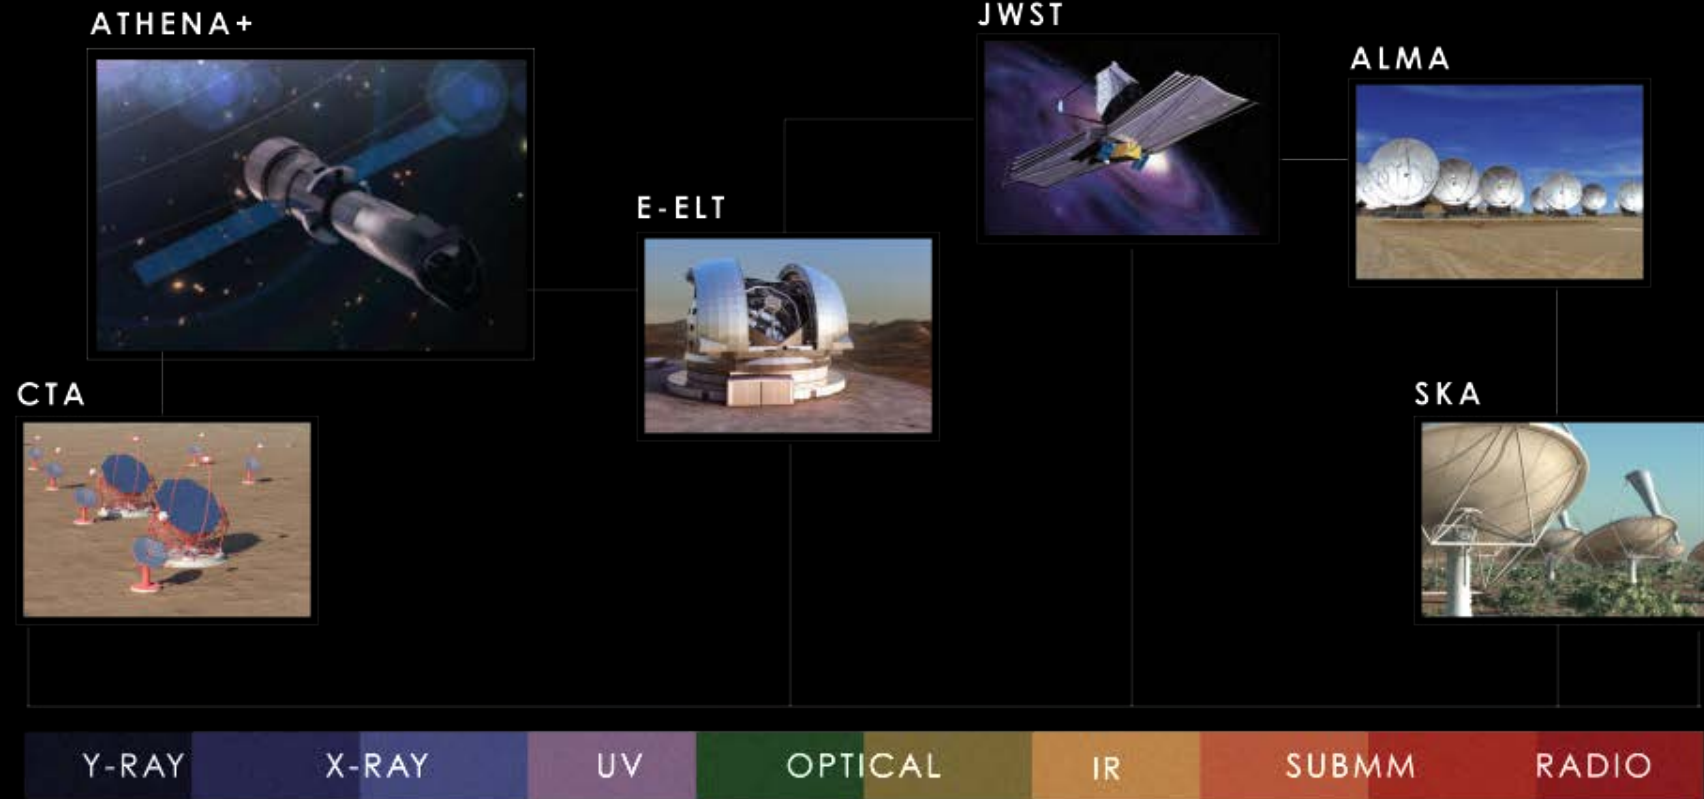 ATHENA+
JWST
ALMA
E-ELT
CTA
SKA
Y-RAY X-RAY UV OPTICAL IR SUBMM RADIO